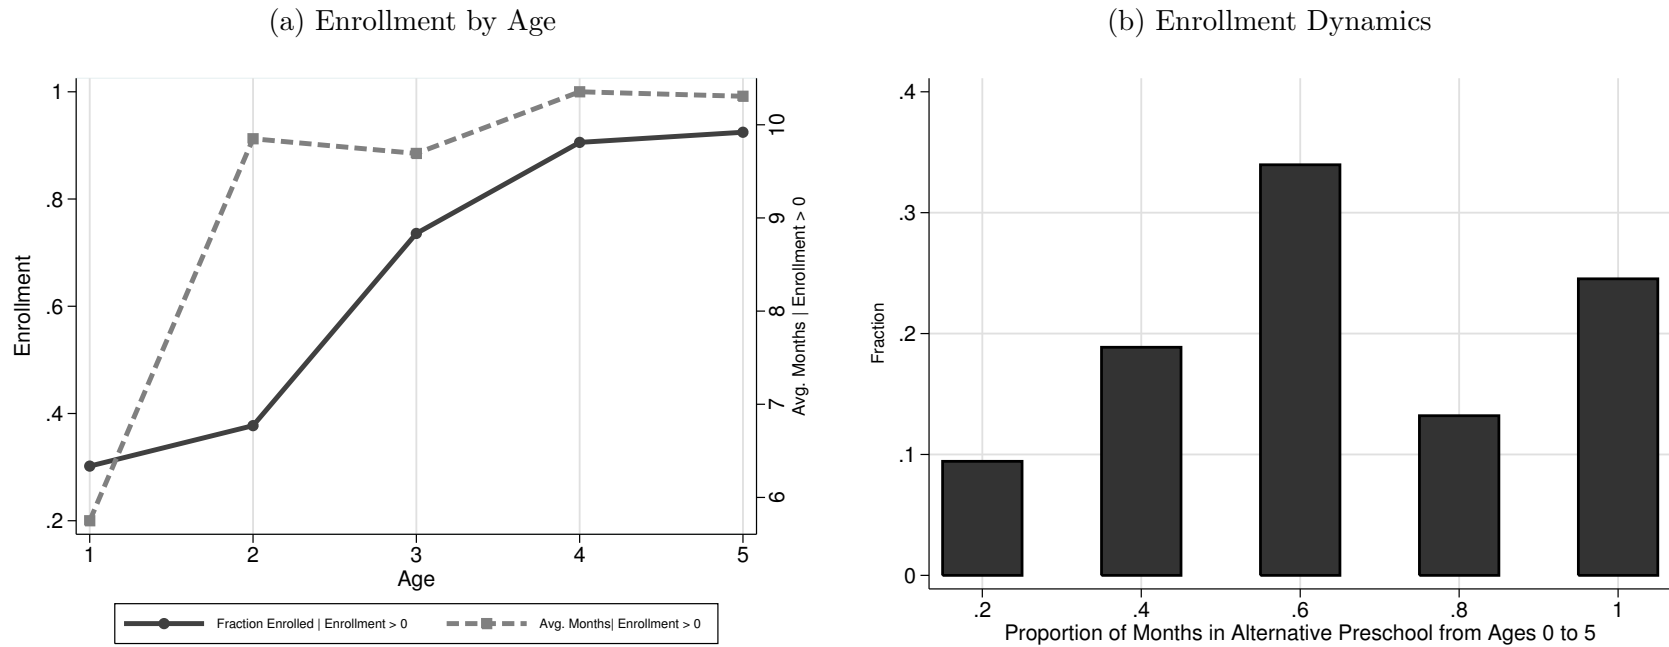 (a) Enrollment by Age
1
.8
.6
.4
.2
Enrollment
10
9
8
7
6
Avg. Months | Enrollment > 0
1 2 3 4 5
Age
Fraction Enrolled | Enrollment > 0 Avg. Months| Enrollment > 0
(b) Enrollment Dynamics
.4
.3
.2
.1
0
Fraction
.2 .4 .6 .8 1
Proportion of Months in Alternative Preschool from Ages 0 to 5